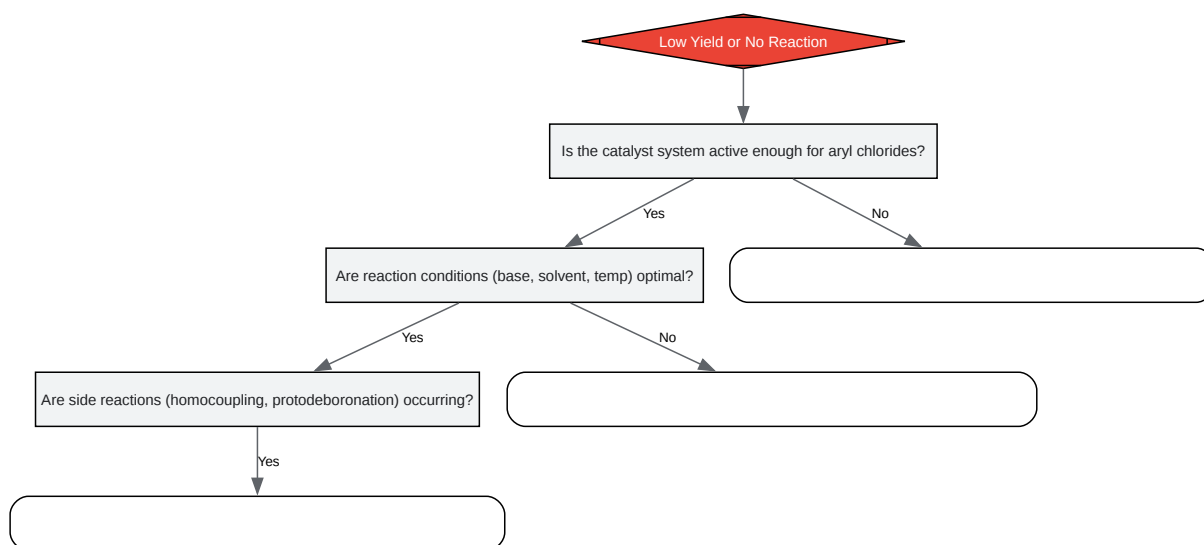 Low Yield or No Reaction
Is the catalyst system active enough for aryl chlorides?
Yes
No
Are reaction conditions (base, solvent, temp) optimal?
Yes
No
Are side reactions (homocoupling, protodeboronation) occurring?
Yes